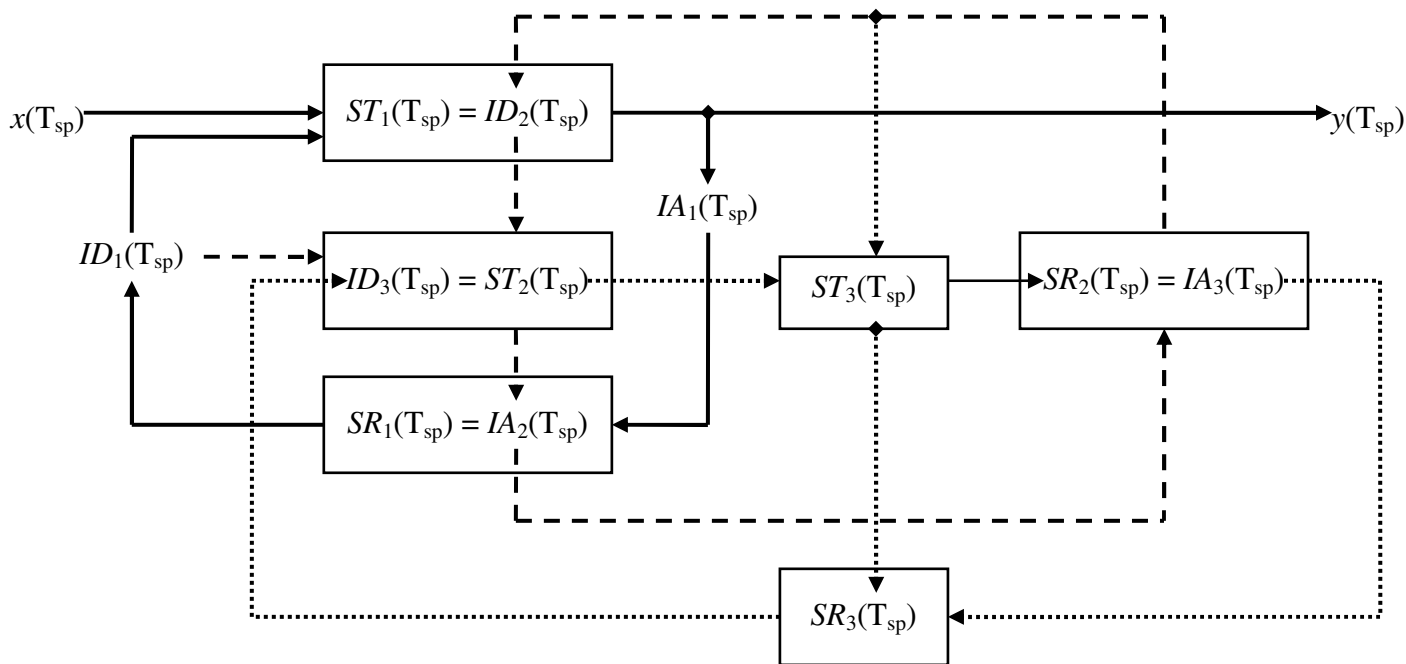 x(Tsp)
ST1(Tsp) = ID2(Tsp)
y(Tsp)
IA1(Tsp)
ID1(Tsp)
ID3(Tsp) = ST2(Tsp)
ST3(Tsp)
SR2(Tsp) = IA3(Tsp)
SR1(Tsp) = IA2(Tsp)
SR3(Tsp)